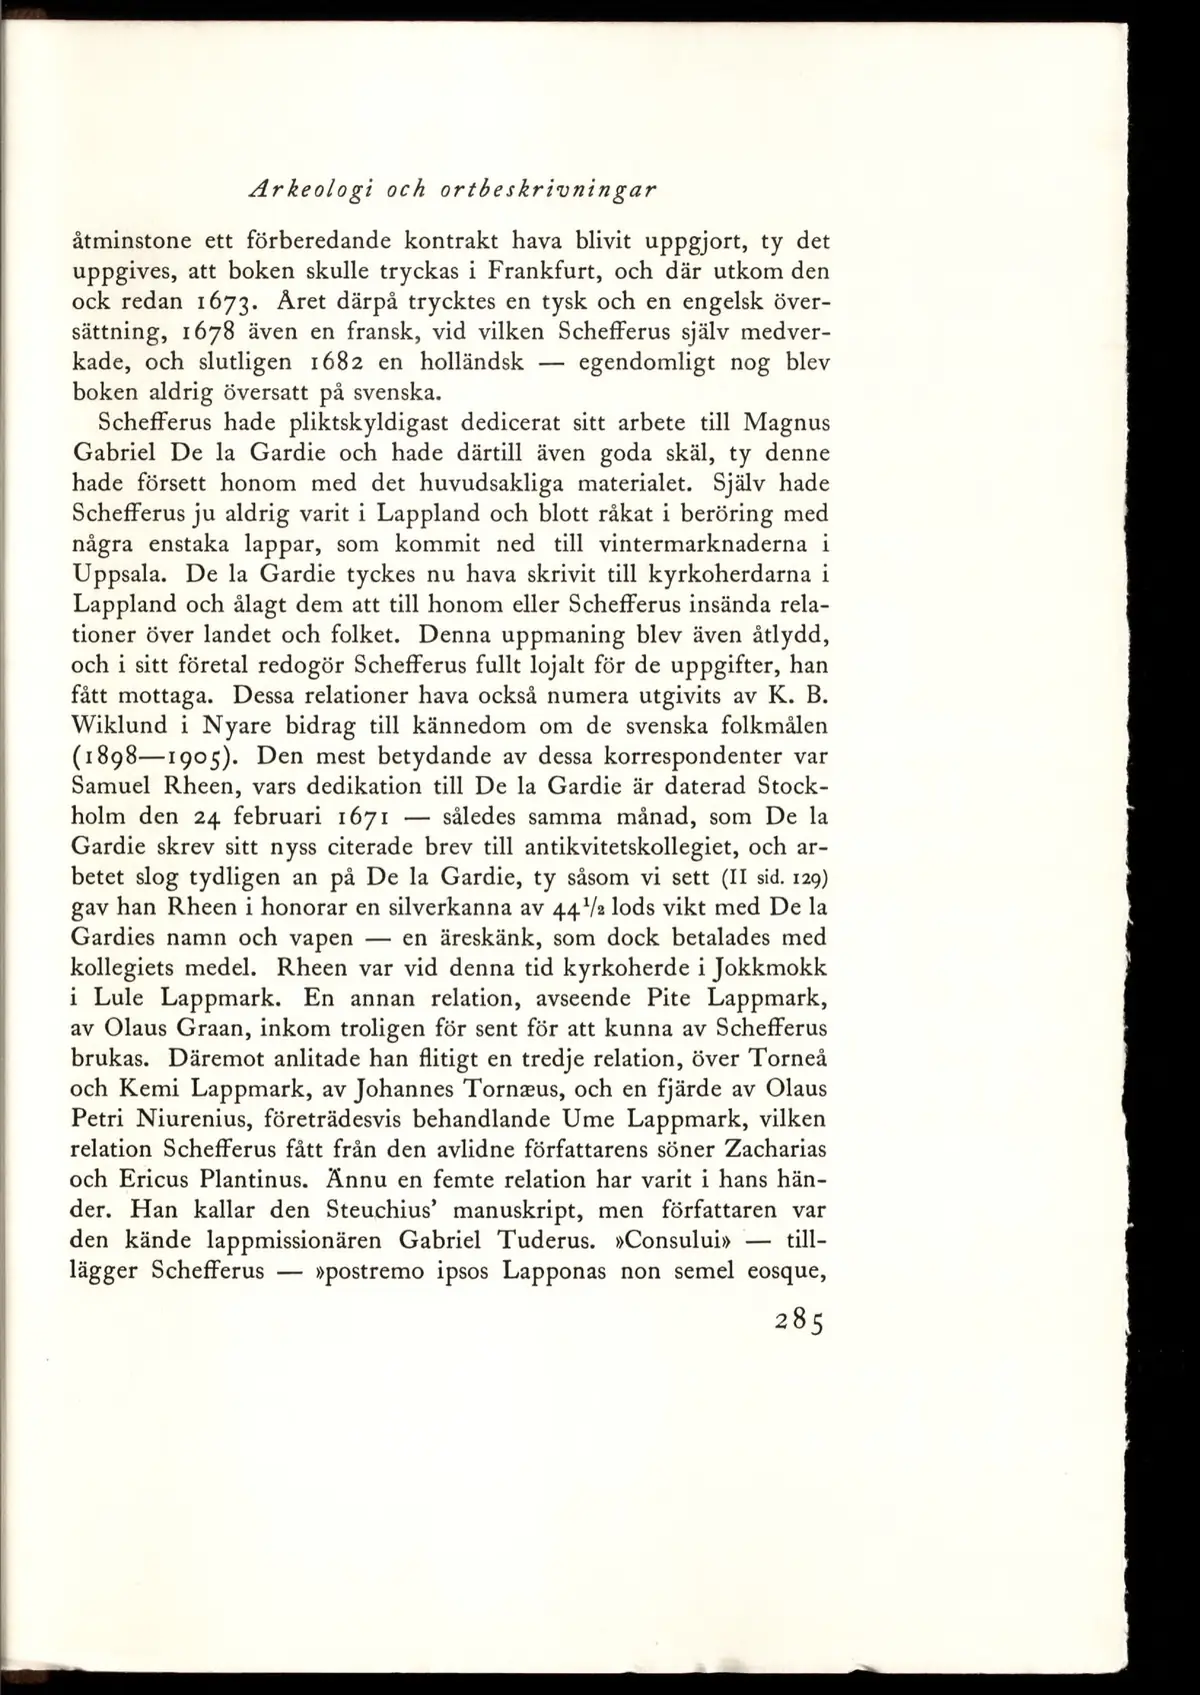 Arkeologi och ortbeskrivningar
åtminstone ett förberedande kontrakt hava blivit uppgjort, ty det
uppgives, att boken skulle tryckas i Frankfurt, och där utkom den
ock redan 1673. Året därpå trycktes en tysk och en engelsk över-
sättning, 1678 även en fransk, vid vilken Schefferus själv medver-
kade, och slutligen 1682 en holländsk — egendomligt nog blev
boken aldrig översatt på svenska.
Schefferus hade pliktskyldigast dedicerat sitt arbete till Magnus
Gabriel De la Gardie och hade därtill även goda skäl, ty denne
hade försett honom med det huvudsakliga materialet. Själv hade
Schefferus ju aldrig varit i Lappland och blott råkat i beröring med
några enstaka lappar, som kommit ned till vintermarknaderna i
Uppsala. De la Gardie tyckes nu hava skrivit till kyrkoherdarna i
Lappland och ålagt dem att till honom eller Schefferus insända rela-
tioner över landet och folket. Denna uppmaning blev även åtlydd,
och i sitt företal redogör Schefferus fullt lojalt för de uppgifter, han
fått mottaga. Dessa relationer hava också numera utgivits av K. B.
Wiklund i Nyare bidrag till kännedom om de svenska folkmålen
(1898—1905). Den mest betydande av dessa korrespondenter var
Samuel Rheen, vars dedikation till De la Gardie är daterad Stock-
holm den 24 februari 1671 — således samma månad, som De la
Gardie skrev sitt nyss citerade brev till antikvitetskollegiet, och ar-
betet slog tydligen an på De la Gardie, ty såsom vi sett (II sid. 129)
gav han Rheen i honorar en silverkanna av 44 1/2 lods vikt med De la
Gardies namn och vapen — en äreskänk, som dock betalades med
kollegiets medel. Rheen var vid denna tid kyrkoherde i Jokkmokk
i Lule Lappmark. En annan relation, avseende Pite Lappmark,
av Olaus Graan, inkom troligen för sent för att kunna av Schefferus
brukas. Däremot anlitade han flitigt en tredje relation, över Torneå
och Kemi Lappmark, av Johannes Tornæus, och en fjärde av Olaus
Petri Niurenius, företrädesvis behandlande Ume Lappmark, vilken
relation Schefferus fått från den avlidne författarens söner Zacharias
och Ericus Plantinus. Ännu en femte relation har varit i hans hän-
der. Han kallar den Steuchius’ manuskript, men författaren var
den kände lappmissionären Gabriel Tuderus. »Consului» — till-
lägger Schefferus — »postremo ipsos Lapponas non semel eosque,
285